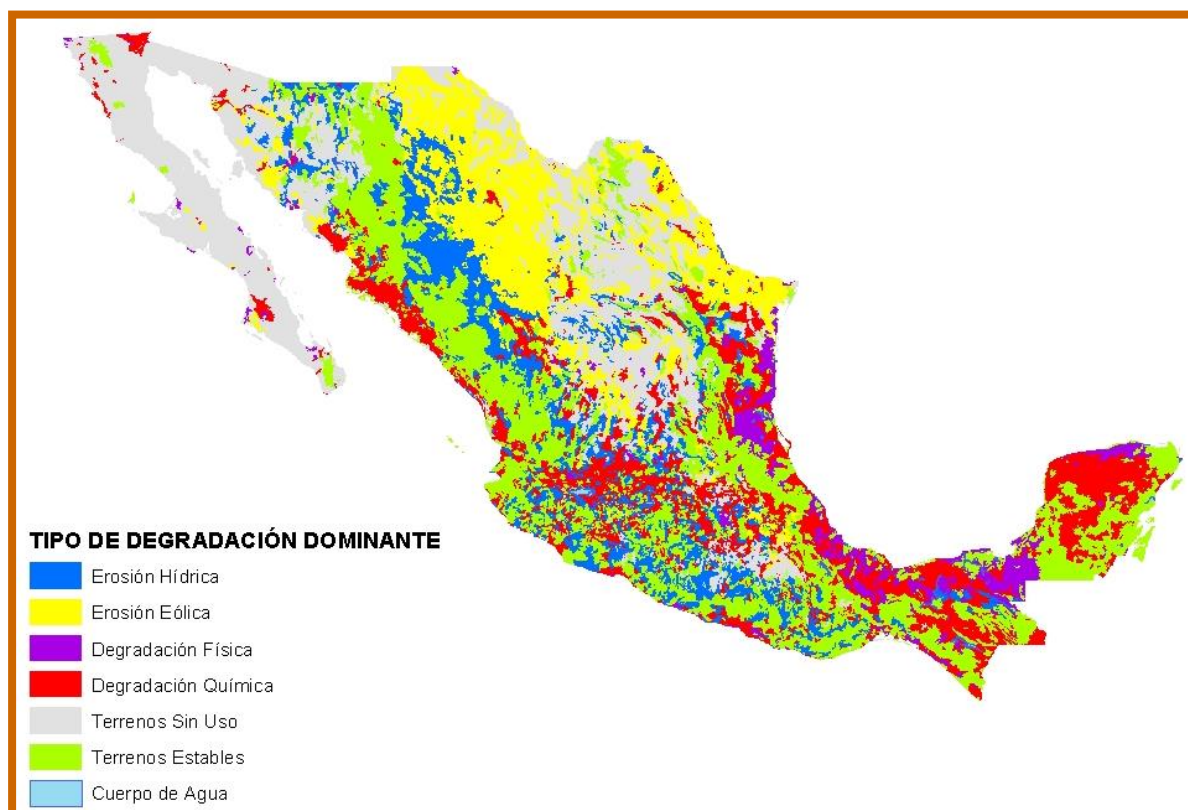 TIPO DE DEGRADACIÓN DOMINANTE
Erosión Hídrica
Erosión Eólica
Degradación Física
Degradación Química
Terrenos Sin Uso
Terrenos Estables
Cuerpo de Agua